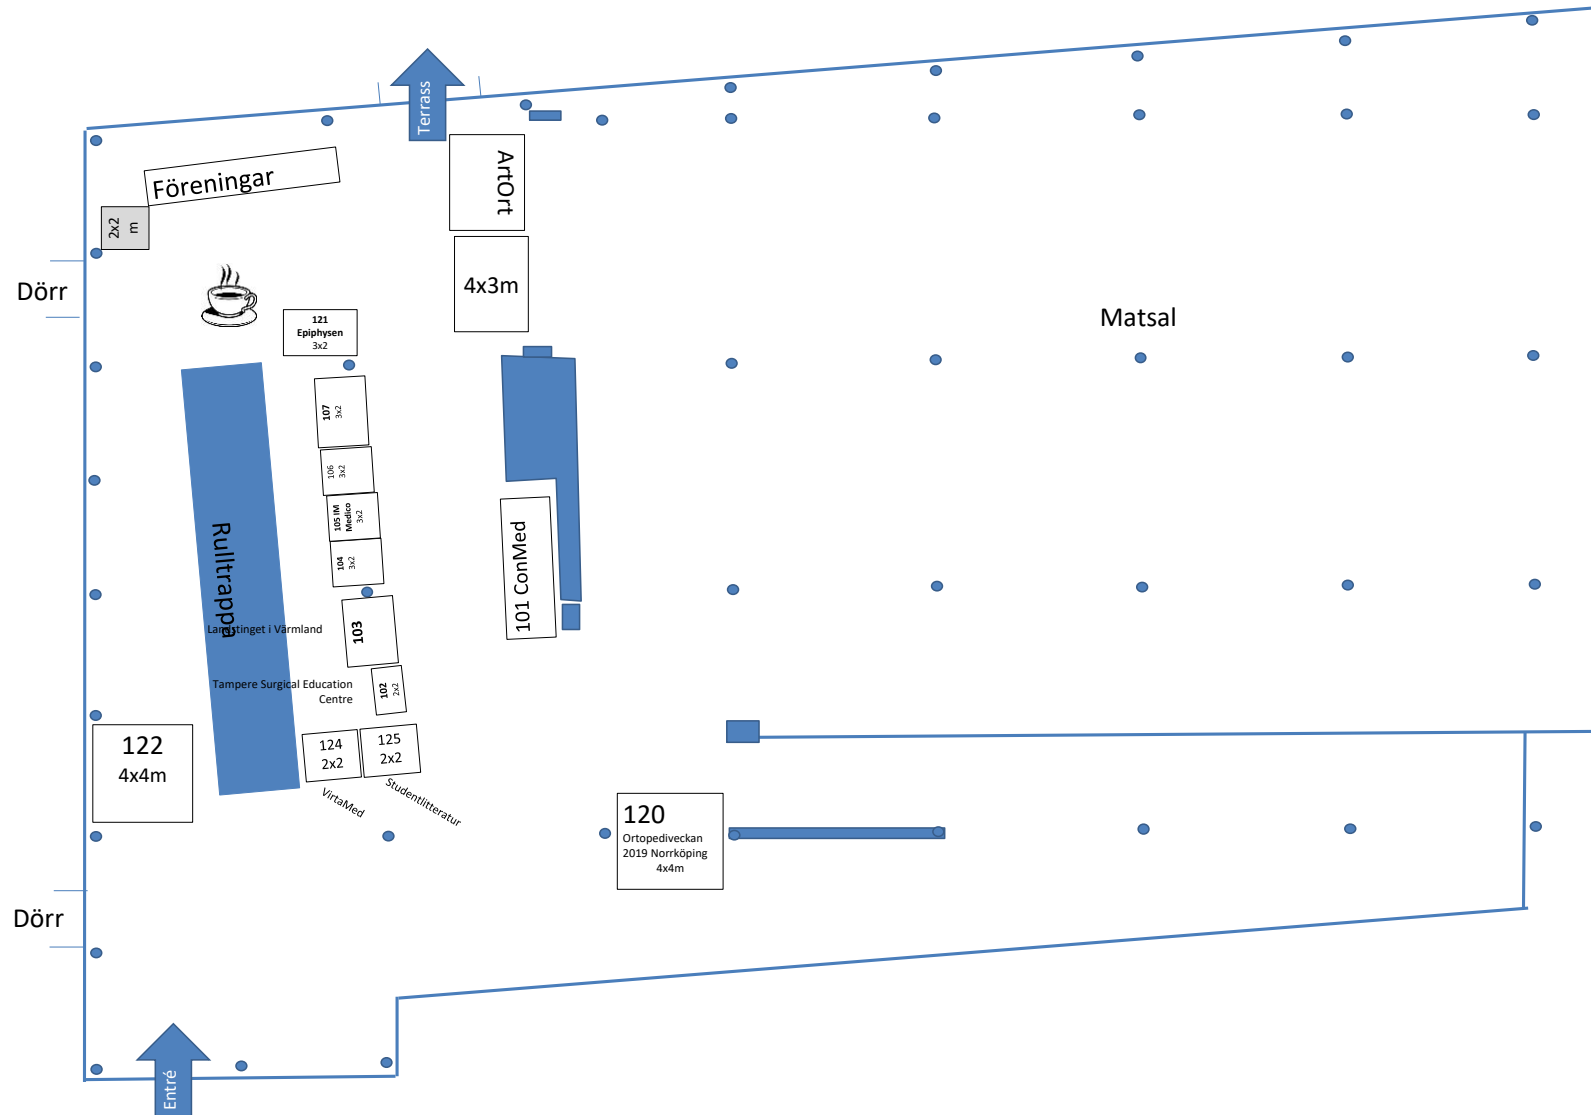 Terrass
Föreningar
ArtOrt
2x2
m
Dörr
4x3m
121
Epiphysen
3x2
Matsal
107
3x2
106
3x2
105 IM
Medico
3x2
104
3x2
Rulltrappa
101 ConMed
Landstinget i Värmland
103
Tampere Surgical Education
Centre
102
2x2
122
4x4m
124
2x2
125
2x2
VirtaMed
Studentlitteratur
120
Ortopediveckan
2019 Norrköping
4x4m
Dörr
Entré